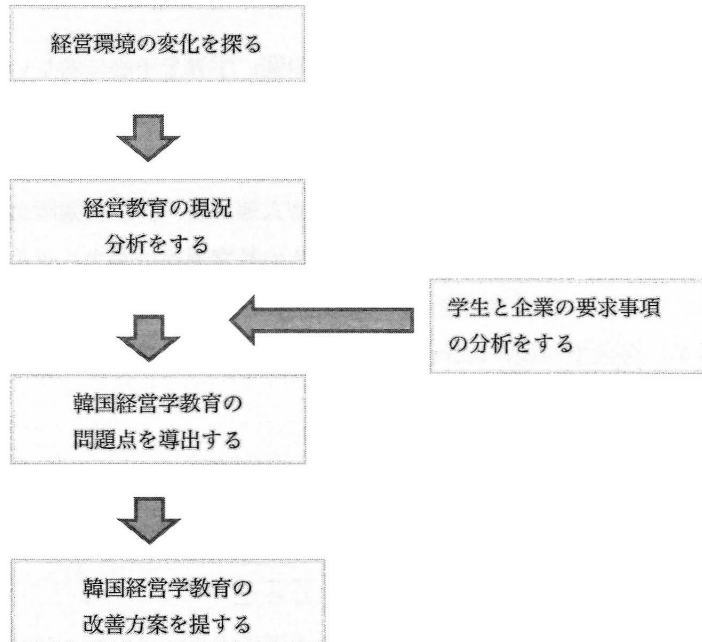 経営環境の変化を探る
経営教育の現況
分析をする
学生と企業の要求事項
の分析をする
韓国経営学教育の
問題点を導出する
韓国経営学教育の
改善方案を提する